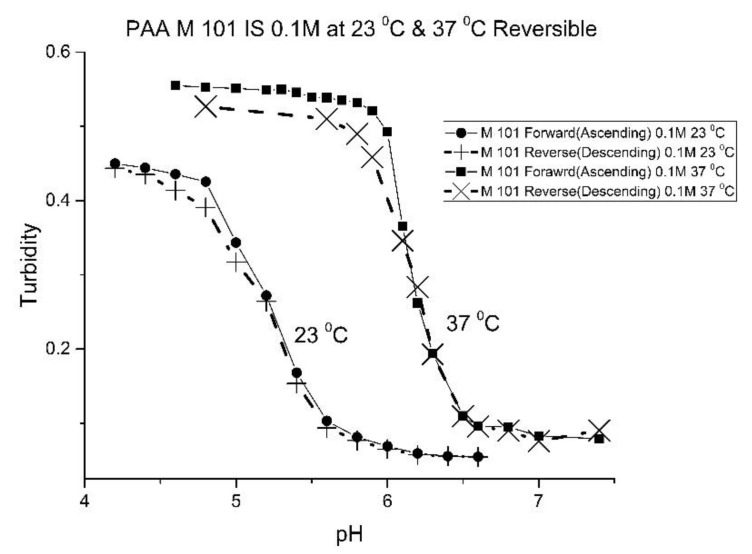 PAA M 101 IS 0.1M at 23 ⁰C & 37 ⁰C Reversible
0.6
M 101 Forward(Ascending) 0.1M 23 ⁰C
M 101 Reverse(Descending) 0.1M 23 ⁰C
M 101 Forawrd(Ascending) 0.1M 37 ⁰C
M 101 Reverse(Descending) 0.1M 37 ⁰C
0.4
Turbidity
23 ⁰C
37 ⁰C
0.2
4
5
6
7
pH